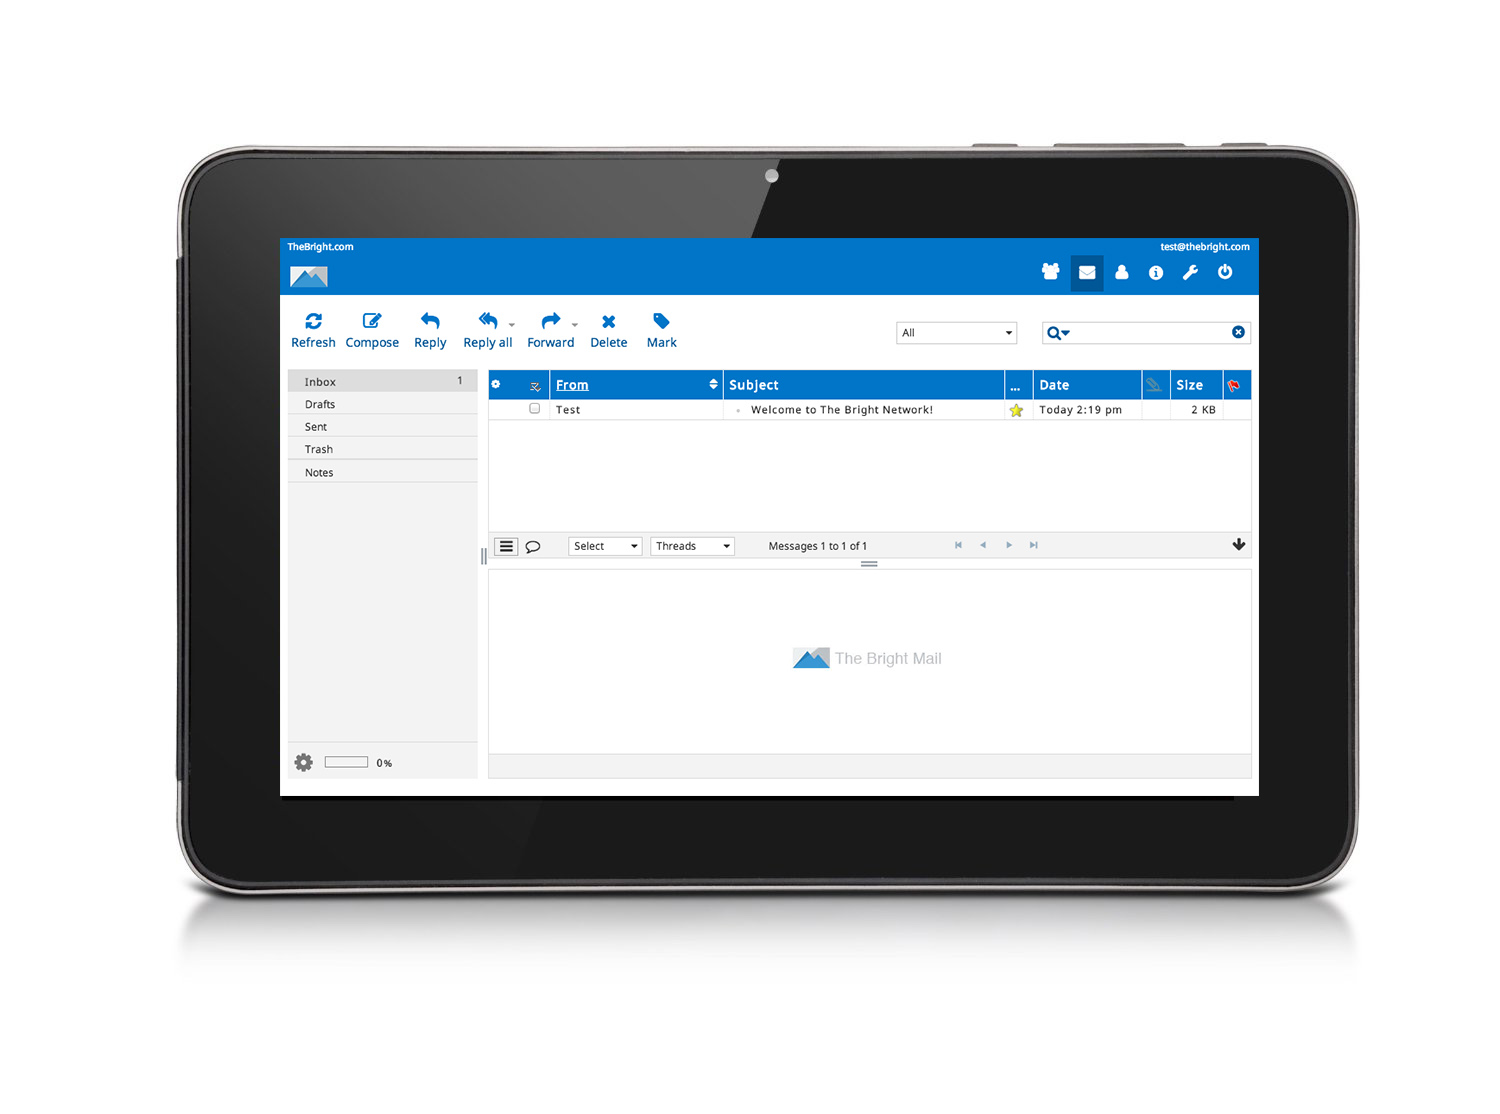 TheBright.com test@thebright.com
Refresh Compose Reply Reply all Forward Delete Mark All
Inbox 1
Drafts
Sent
Trash
Notes
From Subject ... Date Size
Test Welcome to The Bright Network! Today 2:19 pm 2 KB
Select Threads Messages 1 to 1 of 1
The Bright Mail
0%